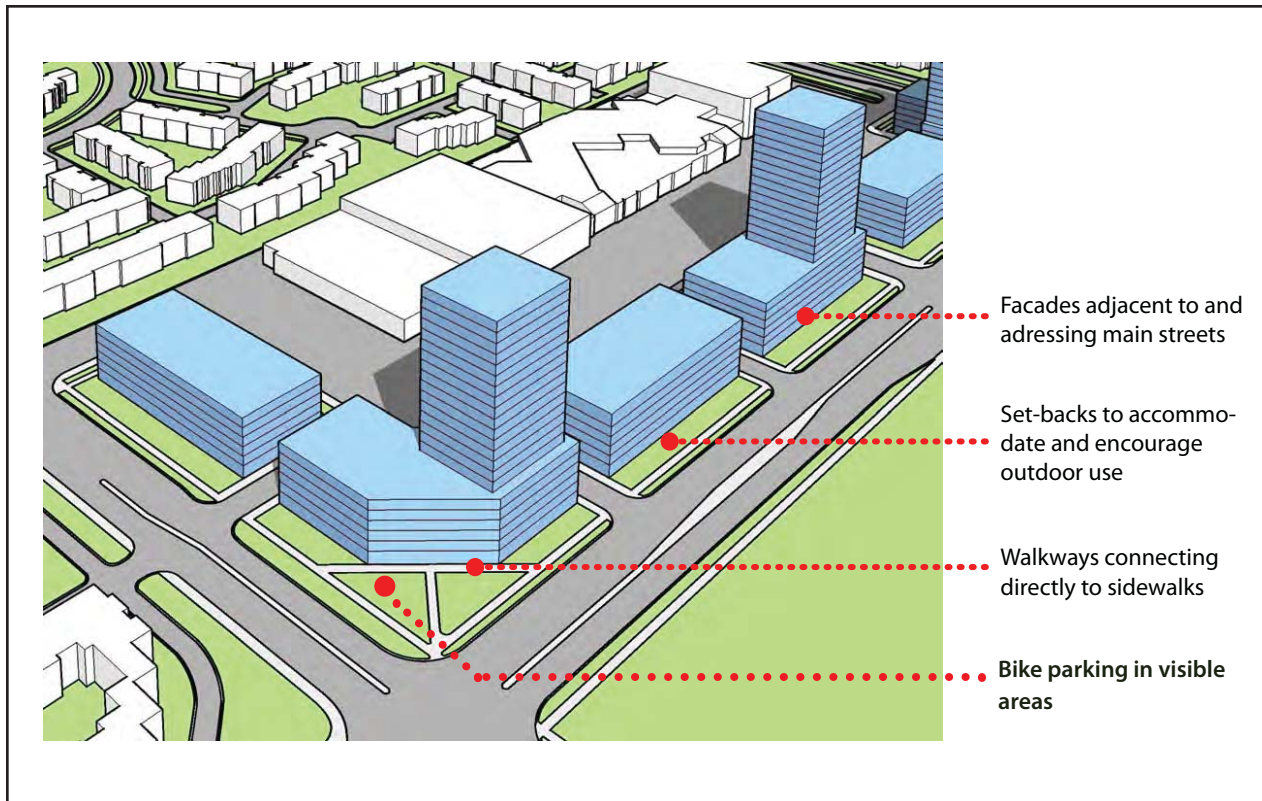 Facades adjacent to and
adressing main streets
Set-backs to accommo-
date and encourage
outdoor use
Walkways connecting
directly to sidewalks
Bike parking in visible
areas